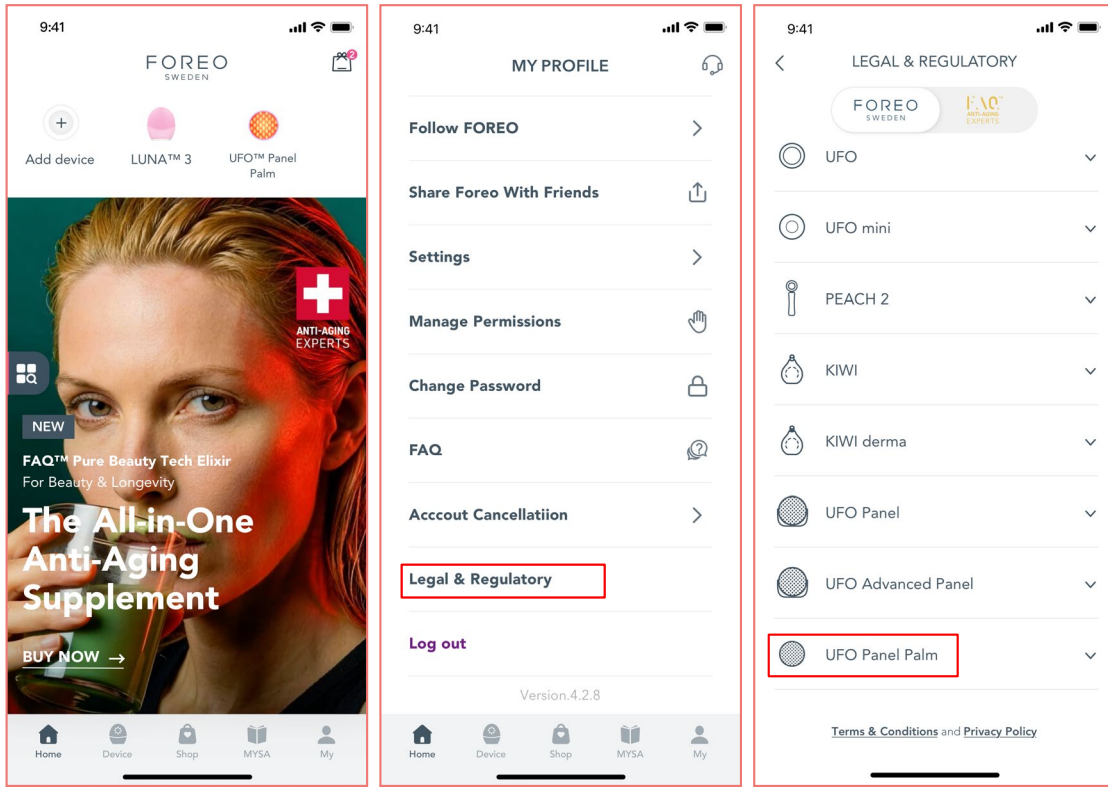 9:41
FOREO
SWEDEN
2
Add device
LUNA™ 3
UFO™ Panel
Palm
ANTI-AGING
EXPERTS
NEW
FAQ™ Pure Beauty Tech Elixir
For Beauty & Longevity
The All-in-One
Anti-Aging
Supplement
BUY NOW →
Home
Device
Shop
MYSA
My
9:41
MY PROFILE
Follow FOREO
Share Foreo With Friends
Settings
Manage Permissions
Change Password
FAQ
Acccout Cancellatiion
Legal & Regulatory
Log out
Version.4.2.8
Home
Device
Shop
MYSA
My
9:41
LEGAL & REGULATORY
FOREO
SWEDEN
FAQ™
ANTI-AGING
EXPERTS
UFO
UFO mini
PEACH 2
KIWI
KIWI derma
UFO Panel
UFO Advanced Panel
UFO Panel Palm
Terms & Conditions and Privacy Policy